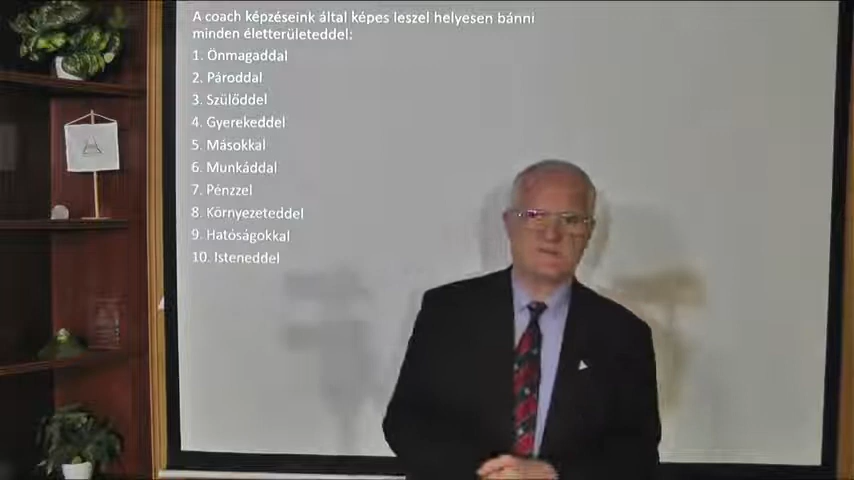 A coach képzéseink által képes leszel helyesen bánni
minden életterületeddel:
1. Önmagaddal
2. Pároddal
3. Szülőddel
4. Gyerekeddel
5. Másokkal
6. Munkáddal
7. Pénzzel
8. Környezeteddel
9. Hatóságokkal
10. Isteneddel